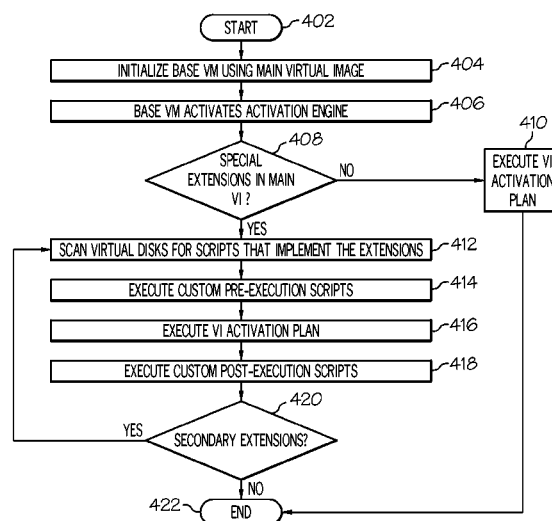 START
402
INITIALIZE BASE VM USING MAIN VIRTUAL IMAGE
404
BASE VM ACTIVATES ACTIVATION ENGINE
406
408
SPECIAL
EXTENSIONS IN MAIN
VI ?
NO
410
EXECUTE VI
ACTIVATION
PLAN
YES
SCAN VIRTUAL DISKS FOR SCRIPTS THAT IMPLEMENT THE EXTENSIONS
412
EXECUTE CUSTOM PRE-EXECUTION SCRIPTS
414
EXECUTE VI ACTIVATION PLAN
416
EXECUTE CUSTOM POST-EXECUTION SCRIPTS
418
420
YES
SECONDARY EXTENSIONS?
NO
422
END